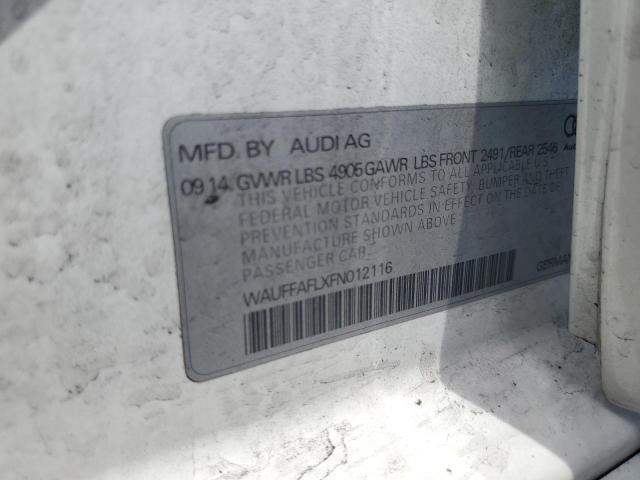 MFD. BY AUDI AG
09.14 GVWR LBS 4905 GAWR LBS FRONT 2491/REAR 2546
THIS VEHICLE CONFORMS TO ALL APPLICABLE U.S.
FEDERAL MOTOR VEHICLE SAFETY, BUMPER AND THEFT
PREVENTION STANDARDS IN EFFECT ON THE DATE OF
MANUFACTURE SHOWN ABOVE
PASSENGER CAR
WAUFFAFLXFN012116